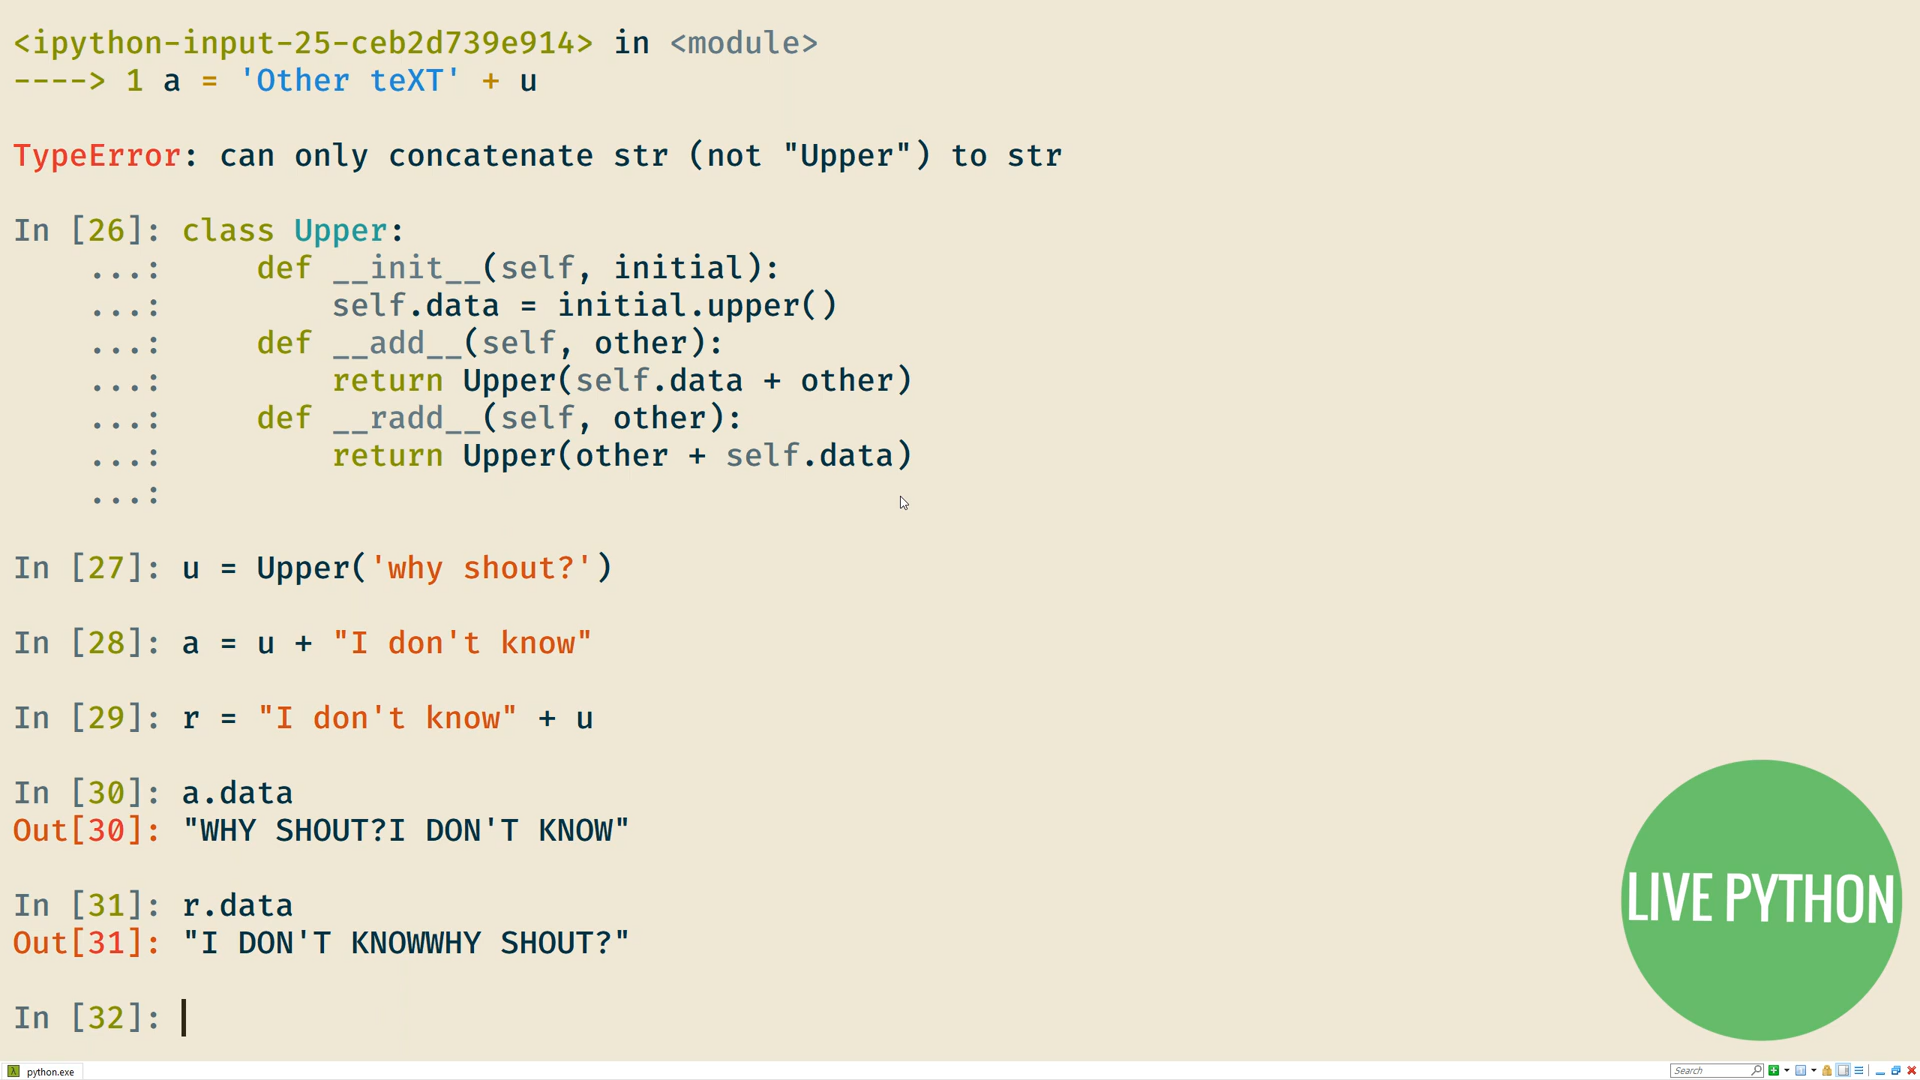 <ipython-input-25-ceb2d739e914> in <module>
----> 1 a = 'Other teXT' + u
TypeError: can only concatenate str (not "Upper") to str
In [26]: class Upper:
    ...:     def __init__(self, initial):
    ...:         self.data = initial.upper()
    ...:     def __add__(self, other):
    ...:         return Upper(self.data + other)
    ...:     def __radd__(self, other):
    ...:         return Upper(other + self.data)
    ...:
In [27]: u = Upper('why shout?')
In [28]: a = u + "I don't know"
In [29]: r = "I don't know" + u
In [30]: a.data
Out[30]: "WHY SHOUT?I DON'T KNOW"
In [31]: r.data
Out[31]: "I DON'T KNOWWHY SHOUT?"
In [32]:
LIVE PYTHON
python.exe
Search